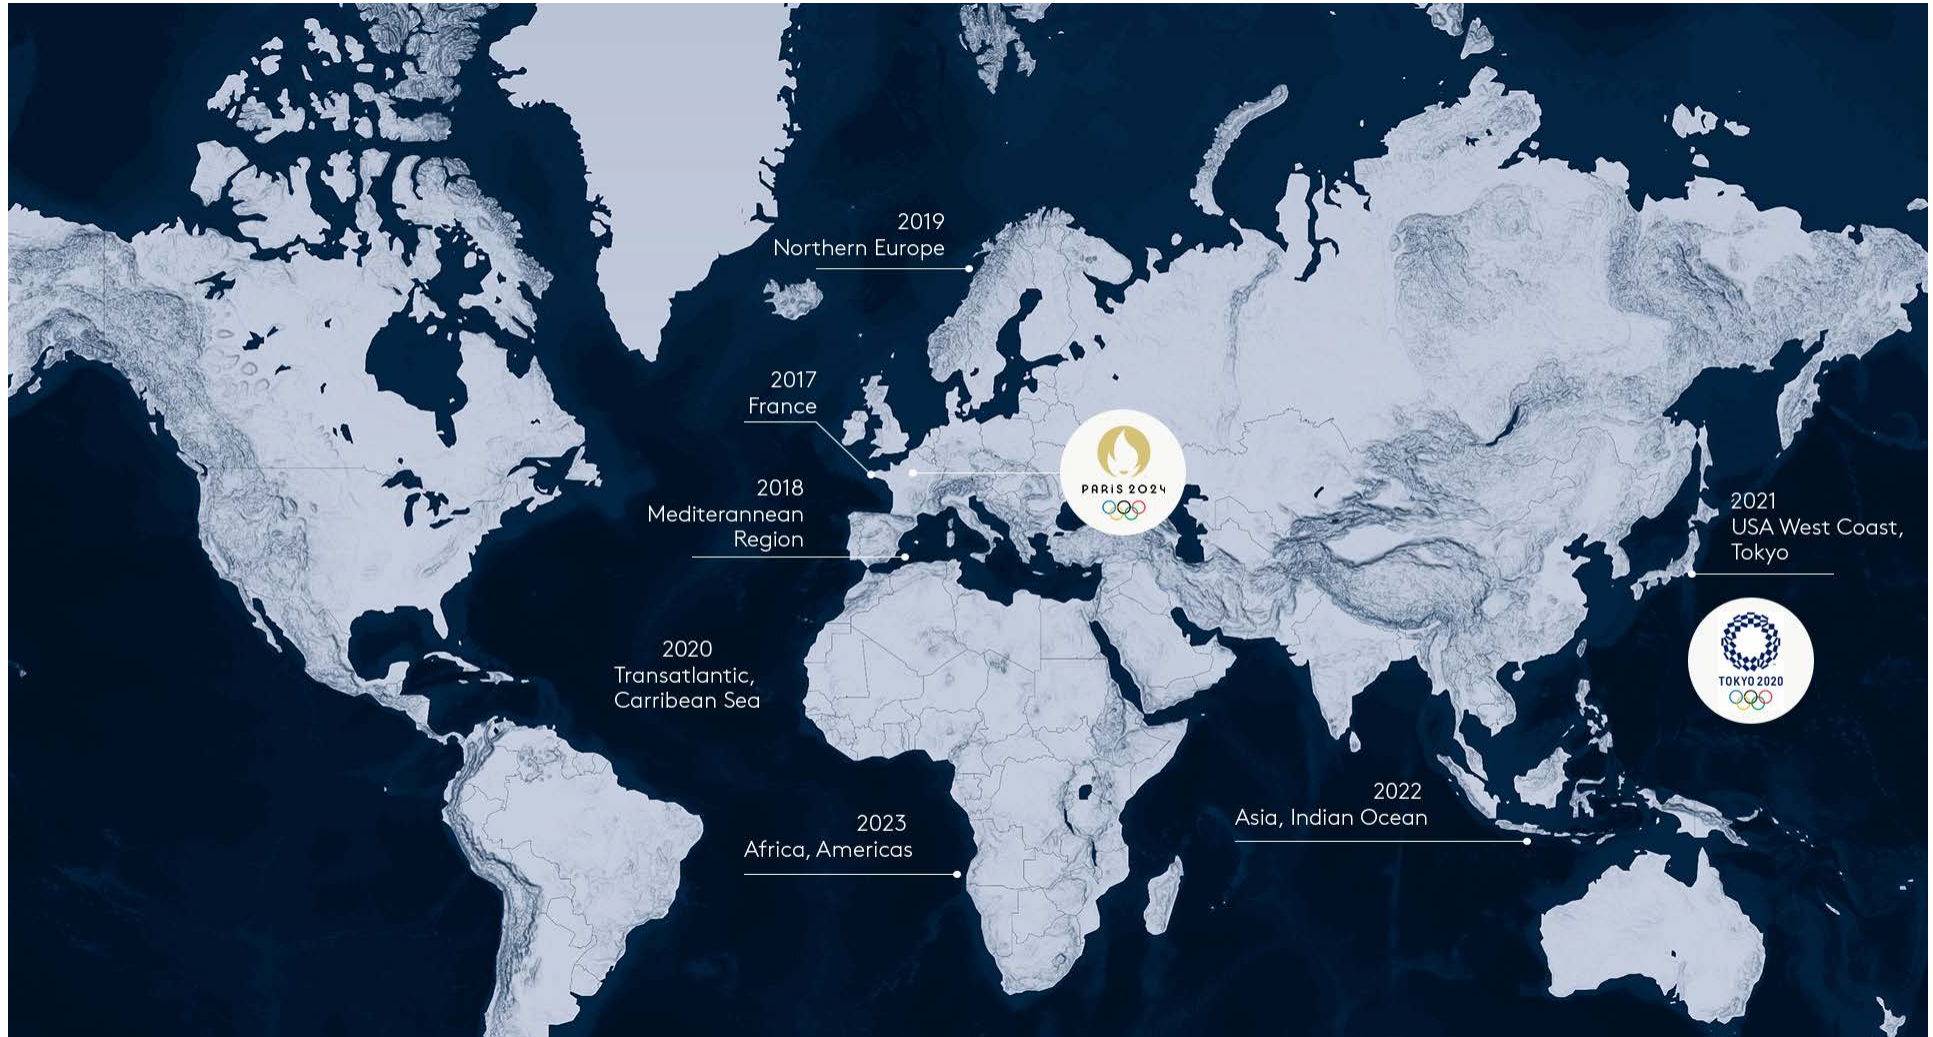 2019
Northern Europe
2017
France
PARIS 2024
2018
Mediterannean
Region
2021
USA West Coast,
Tokyo
2020
Transatlantic,
Carribean Sea
TOKYO 2020
2022
Asia, Indian Ocean
2023
Africa, Americas